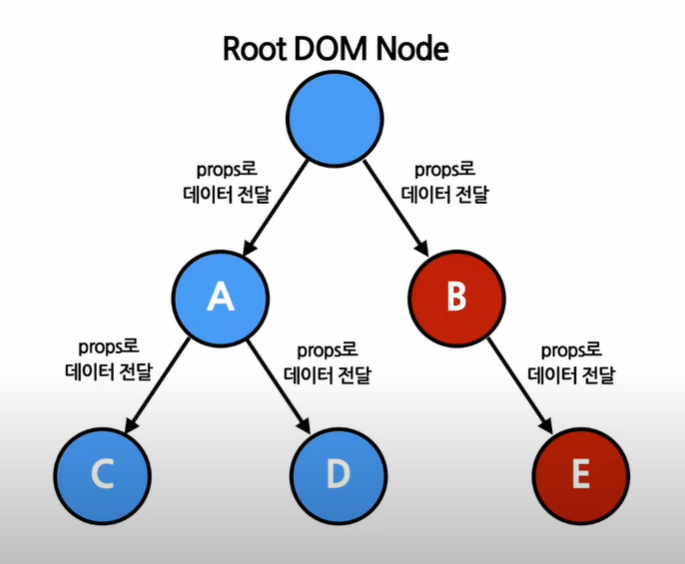 Root DOM Node
props로
데이터 전달
props로
데이터 전달
A
B
props로
데이터 전달
props로
데이터 전달
props로
데이터 전달
C
D
E